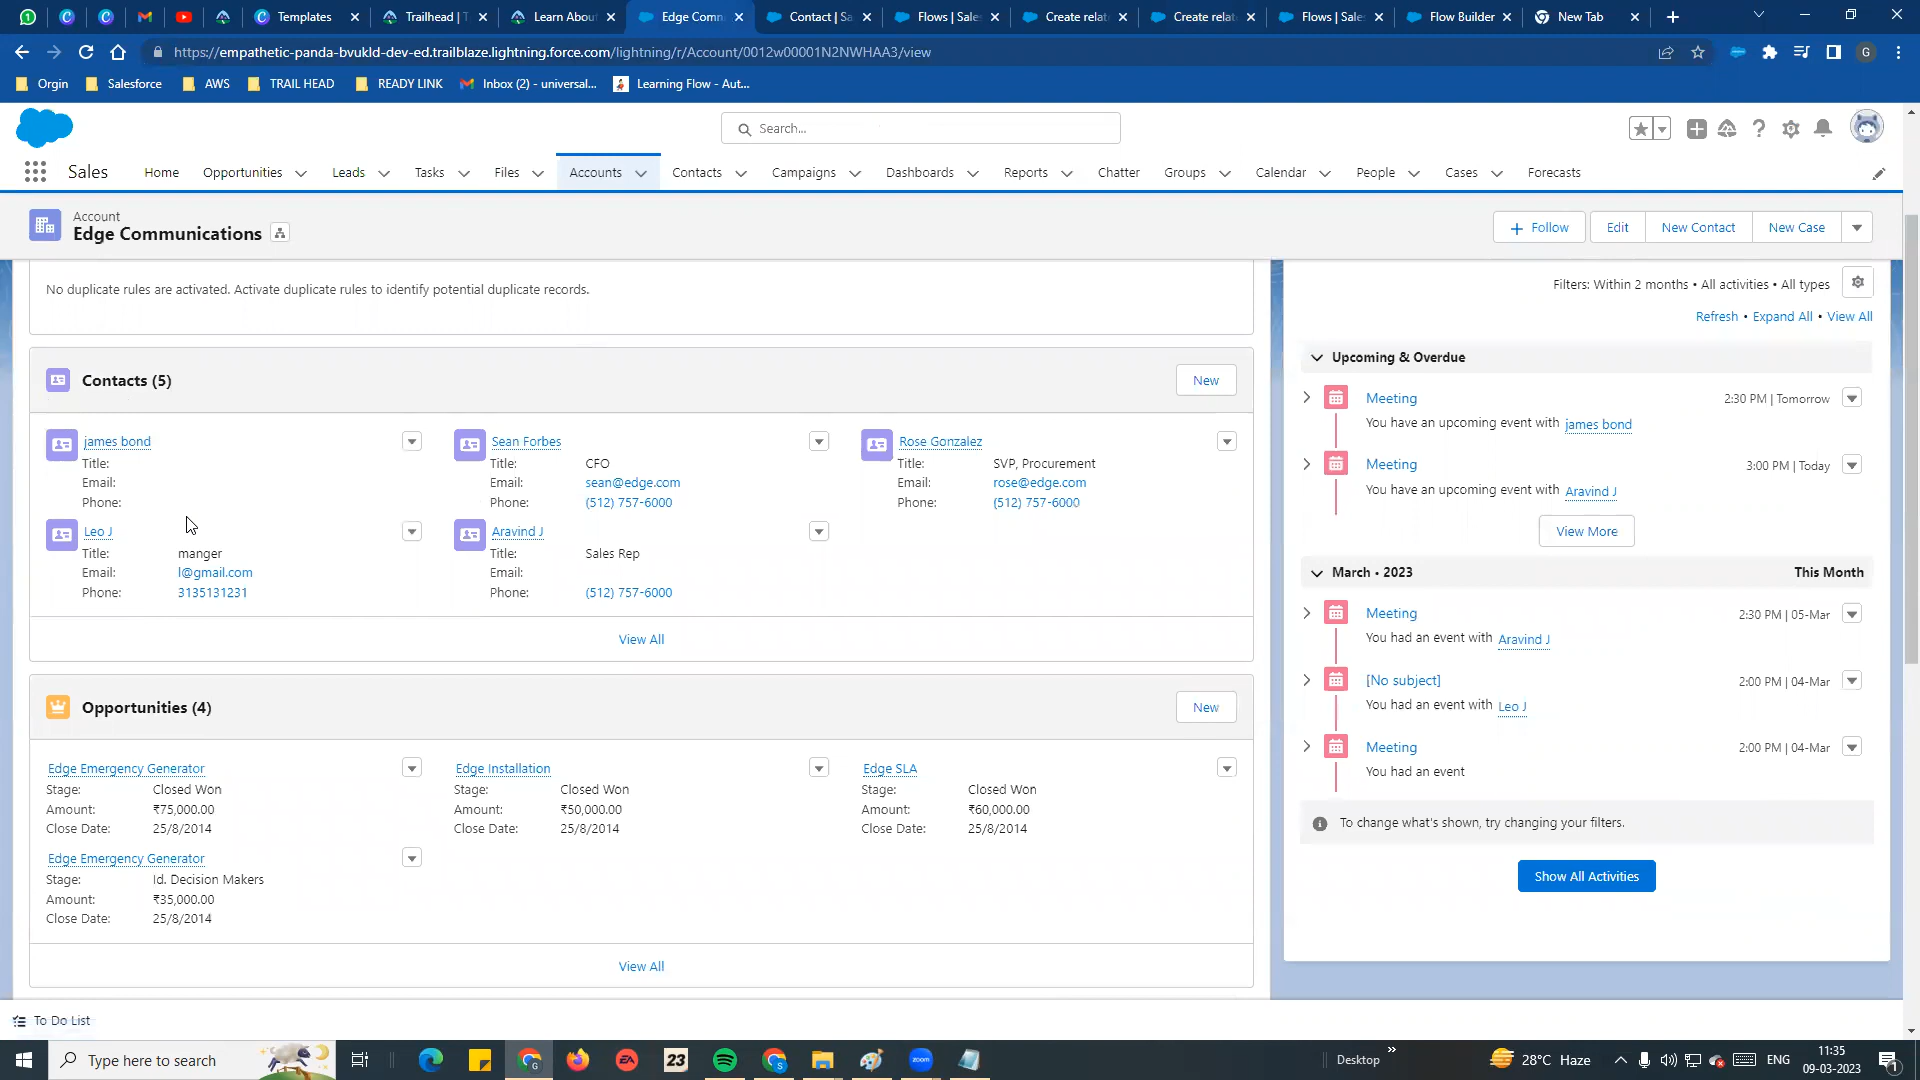 Templates
Trailhead | T
Learn Abou
Edge Comm
Contact | Sa
Flows | Sale
Create relat
Create relat
Flows | Sale
Flow Builder
New Tab
https://empathetic-panda-bvukld-dev-ed.trailblaze.lightning.force.com/lightning/r/Account/0012w00001N2NWHAA3/view
G
Orgin
Salesforce
AWS
TRAIL HEAD
READY LINK
Inbox (2) - universal...
Learning Flow - Aut...
Search...
Sales
Home
Opportunities
Leads
Tasks
Files
Accounts
Contacts
Campaigns
Dashboards
Reports
Chatter
Groups
Calendar
People
Cases
Forecasts
Account
Edge Communications
Follow
Edit
New Contact
New Case
No duplicate rules are activated. Activate duplicate rules to identify potential duplicate records.
Contacts (5)
New
james bond
Title:
Email:
Phone:
Sean Forbes
Title: CFO
Email: sean@edge.com
Phone: (512) 757-6000
Rose Gonzalez
Title: SVP, Procurement
Email: rose@edge.com
Phone: (512) 757-6000
Leo J
Title: manger
Email: l@gmail.com
Phone: 3135131231
Aravind J
Title: Sales Rep
Email:
Phone: (512) 757-6000
View All
Opportunities (4)
New
Edge Emergency Generator
Stage: Closed Won
Amount: ₹75,000.00
Close Date: 25/8/2014
Edge Installation
Stage: Closed Won
Amount: ₹50,000.00
Close Date: 25/8/2014
Edge SLA
Stage: Closed Won
Amount: ₹60,000.00
Close Date: 25/8/2014
Edge Emergency Generator
Stage: Id. Decision Makers
Amount: ₹35,000.00
Close Date: 25/8/2014
View All
Filters: Within 2 months • All activities • All types
Refresh • Expand All • View All
Upcoming & Overdue
Meeting 2:30 PM | Tomorrow
You have an upcoming event with james bond
Meeting 3:00 PM | Today
You have an upcoming event with Aravind J
View More
March • 2023 This Month
Meeting 2:30 PM | 05-Mar
You had an event with Aravind J
[No subject] 2:00 PM | 04-Mar
You had an event with Leo J
Meeting 2:00 PM | 04-Mar
You had an event
To change what's shown, try changing your filters.
Show All Activities
To Do List
Type here to search
EA
23
zoom
Desktop
28°C Haze
ENG
11:35
09-03-2023
1